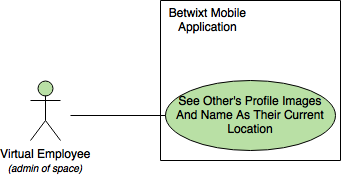 Betwixt Mobile
Application
See Other's Profile Images
And Name As Their Current
Location
Virtual Employee
(admin of space)